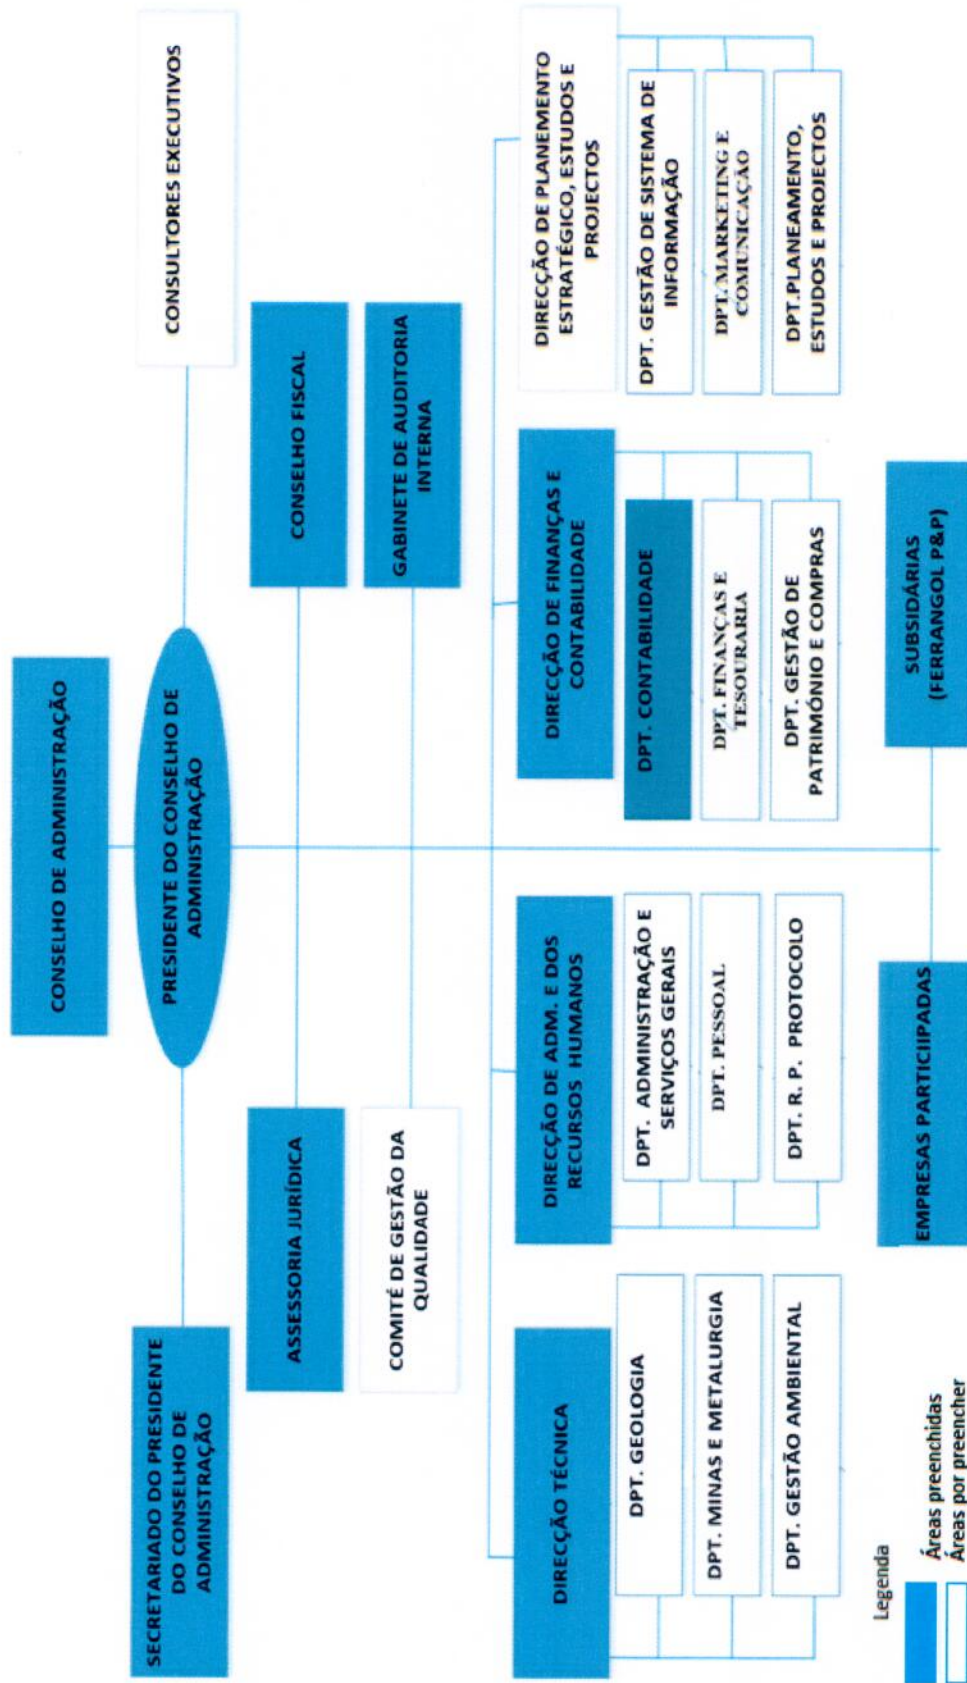 CONSELHO DE ADMINISTRAÇÃO
PRESIDENTE DO CONSELHO DE
ADMINISTRAÇÃO
SECRETARIADO DO PRESIDENTE
DO CONSELHO DE
ADMINISTRAÇÃO
CONSULTORES EXECUTIVOS
ASSESSORIA JURÍDICA
CONSELHO FISCAL
COMITÉ DE GESTÃO DA
QUALIDADE
GABINETE DE AUDITORIA
INTERNA
DIRECÇÃO TÉCNICA
DPT. GEOLOGIA
DPT. MINAS E METALURGIA
DPT. GESTÃO AMBIENTAL
DIRECÇÃO DE ADM. E DOS
RECURSOS HUMANOS
DPT. ADMINISTRAÇÃO E
SERVIÇOS GERAIS
DPT. PESSOAL
DPT. R. P. PROTOCOLO
DIRECÇÃO DE FINANÇAS E
CONTABILIDADE
DPT. CONTABILIDADE
DPT. FINANÇAS E
TESOURARIA
DPT. GESTÃO DE
PATRIMÓNIO E COMPRAS
DIRECÇÃO DE PLANEMENTO
ESTRATÉGICO, ESTUDOS E
PROJECTOS
DPT. GESTÃO DE SISTEMA DE
INFORMAÇÃO
DPT. MARKETING E
COMUNICAÇÃO
DPT.PLANEAMENTO,
ESTUDOS E PROJECTOS
EMPRESAS PARTICIIPADAS
SUBSIDÁRIAS
(FERRANGOL P&P)
Legenda
Áreas preenchidas
Áreas por preencher